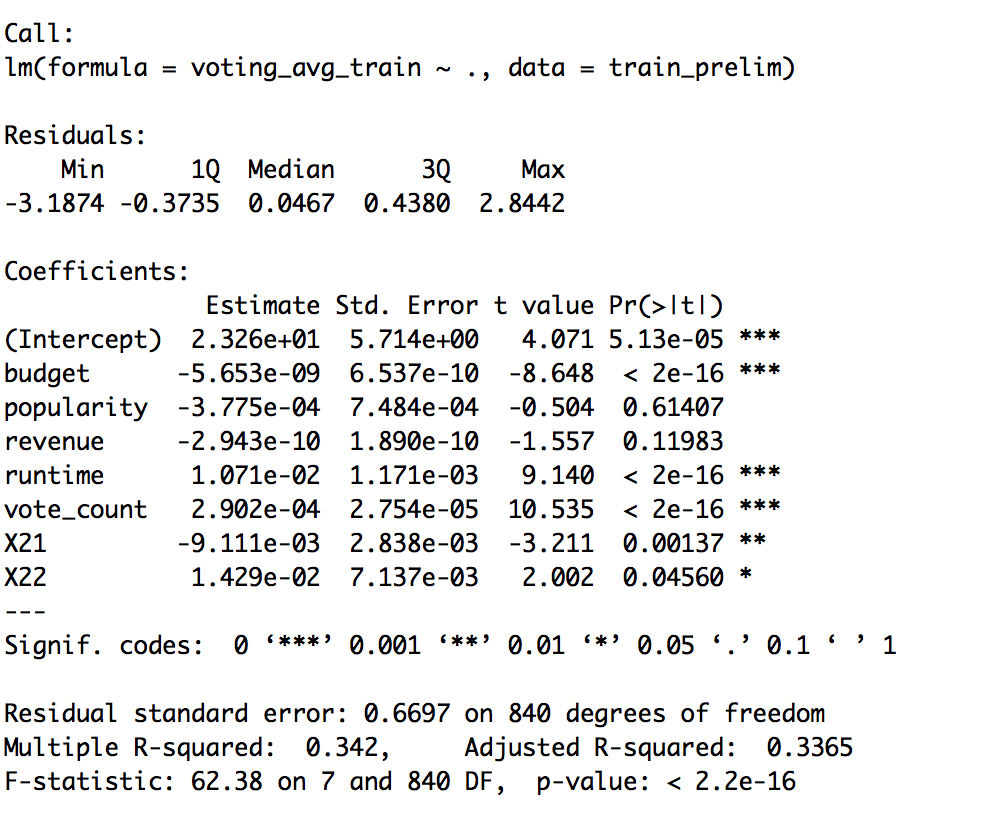 Call:
lm(formula = voting_avg_train ~ ., data = train_prelim)
Residuals:
    Min      1Q  Median      3Q     Max
-3.1874 -0.3735  0.0467  0.4380  2.8442
Coefficients:
              Estimate Std. Error t value Pr(>|t|)
(Intercept)  2.326e+01  5.714e+00   4.071 5.13e-05 ***
budget      -5.653e-09  6.537e-10  -8.648  < 2e-16 ***
popularity  -3.775e-04  7.484e-04  -0.504  0.61407
revenue     -2.943e-10  1.890e-10  -1.557  0.11983
runtime      1.071e-02  1.171e-03   9.140  < 2e-16 ***
vote_count   2.902e-04  2.754e-05  10.535  < 2e-16 ***
X21         -9.111e-03  2.838e-03  -3.211  0.00137 **
X22          1.429e-02  7.137e-03   2.002  0.04560 *
---
Signif. codes:  0 ‘***’ 0.001 ‘**’ 0.01 ‘*’ 0.05 ‘.’ 0.1 ‘ ’ 1
Residual standard error: 0.6697 on 840 degrees of freedom
Multiple R-squared:  0.342,     Adjusted R-squared:  0.3365
F-statistic: 62.38 on 7 and 840 DF,  p-value: < 2.2e-16